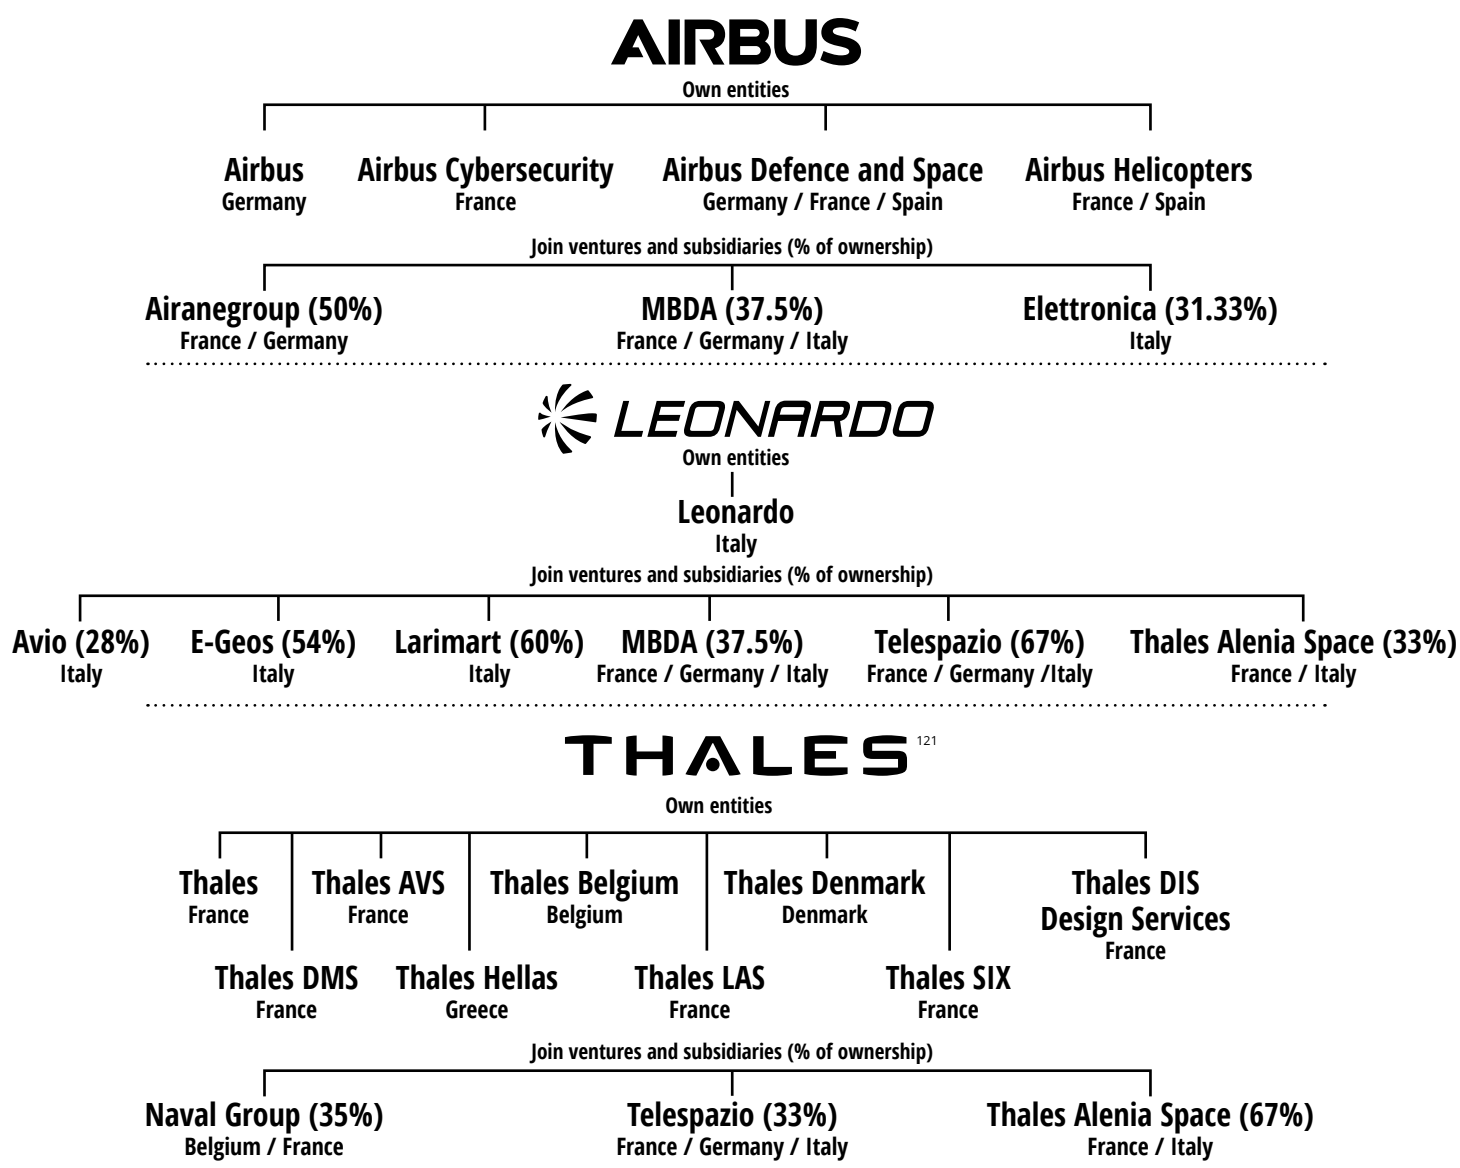 AIRBUS
Own entities
Airbus Airbus Cybersecurity Airbus Defence and Space Airbus Helicopters
Germany France Germany / France / Spain France / Spain
Join ventures and subsidiaries (% of ownership)
Airanegroup (50%) MBDA (37.5%) Elettronica (31.33%)
France / Germany France / Germany / Italy Italy
LEONARDO
Own entities
Leonardo
Italy
Join ventures and subsidiaries (% of ownership)
Avio (28%) E-Geos (54%) Larimart (60%) MBDA (37.5%) Telespazio (67%) Thales Alenia Space (33%)
Italy Italy Italy France / Germany / Italy France / Germany /Italy France / Italy
THALES 121
Own entities
Thales Thales AVS Thales Belgium Thales Denmark Thales DIS
Design Services
France France Belgium Denmark France
Thales DMS Thales Hellas Thales LAS Thales SIX
France Greece France France
Join ventures and subsidiaries (% of ownership)
Naval Group (35%) Telespazio (33%) Thales Alenia Space (67%)
Belgium / France France / Germany / Italy France / Italy